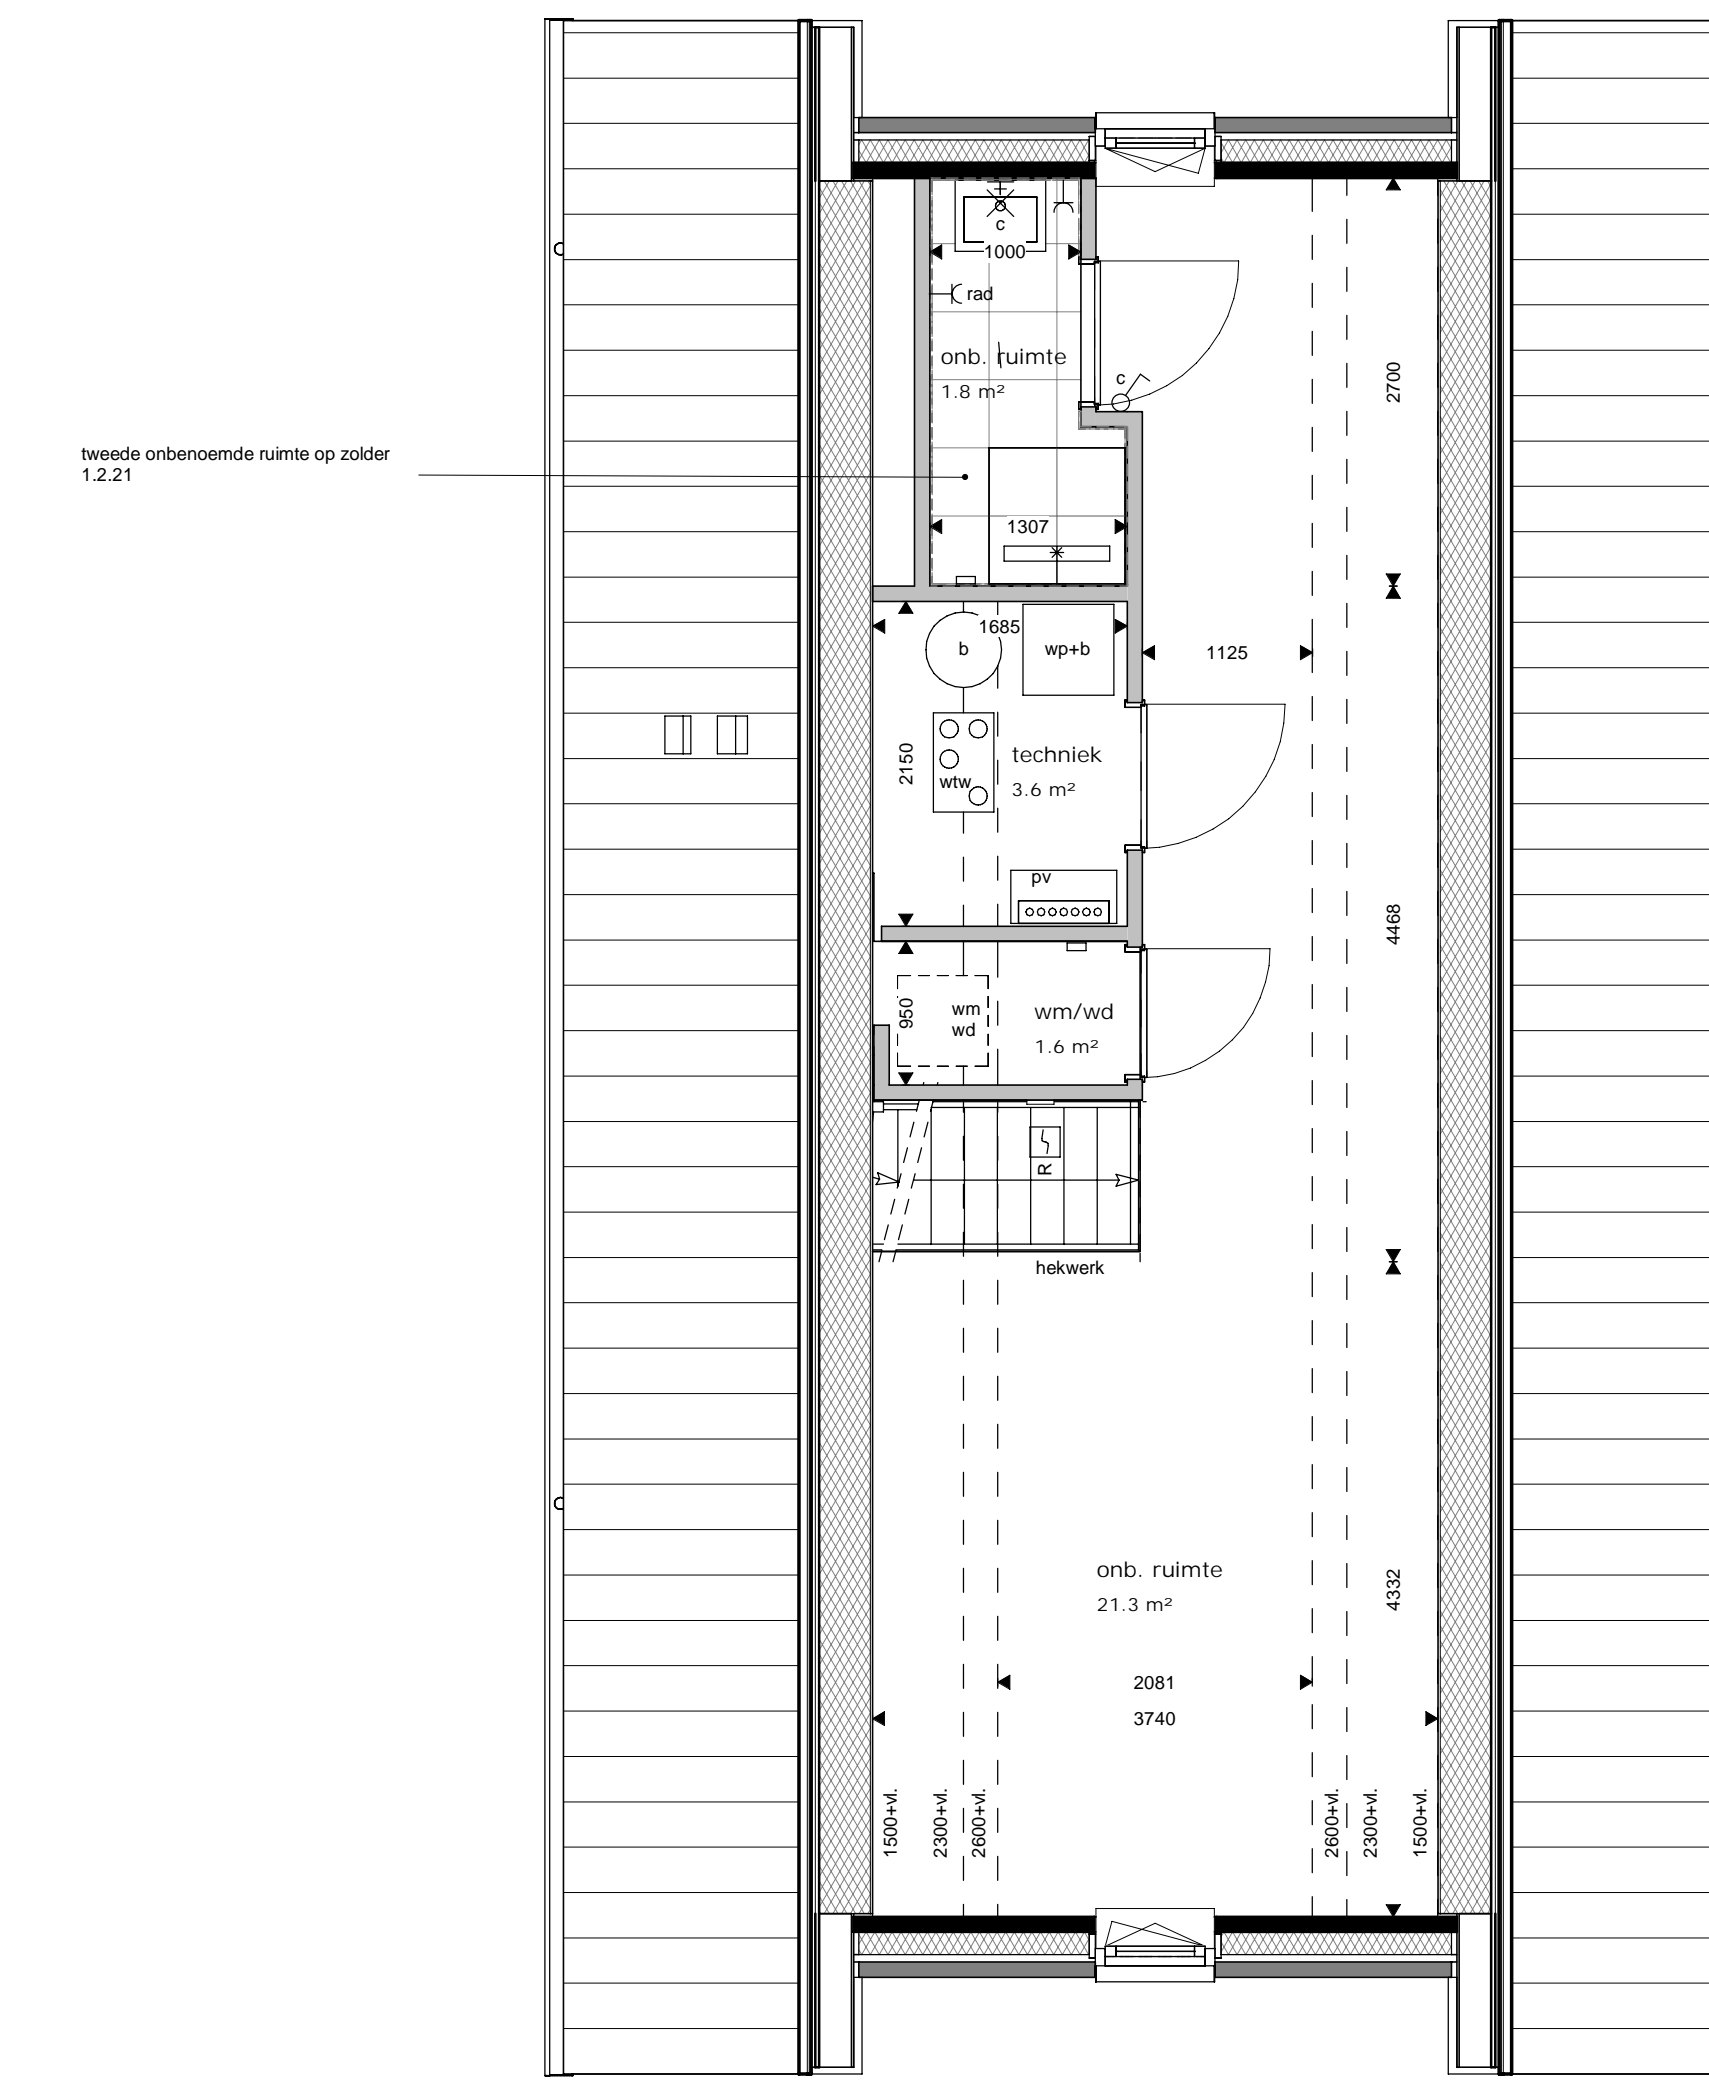 c
1000
rad
onb. ruimte
1.8 m²
c
2700
tweede onbenoemde ruimte op zolder
1.2.21
1307
1685
b
wp+b
1125
techniek
3.6 m²
2150
wtw
pv
4468
wm
wd
950
wm/wd
1.6 m²
R
hekwerk
onb. ruimte
21.3 m²
4332
2081
3740
1500+vl.
2300+vl.
2600+vl.
2600+vl.
2300+vl.
1500+vl.